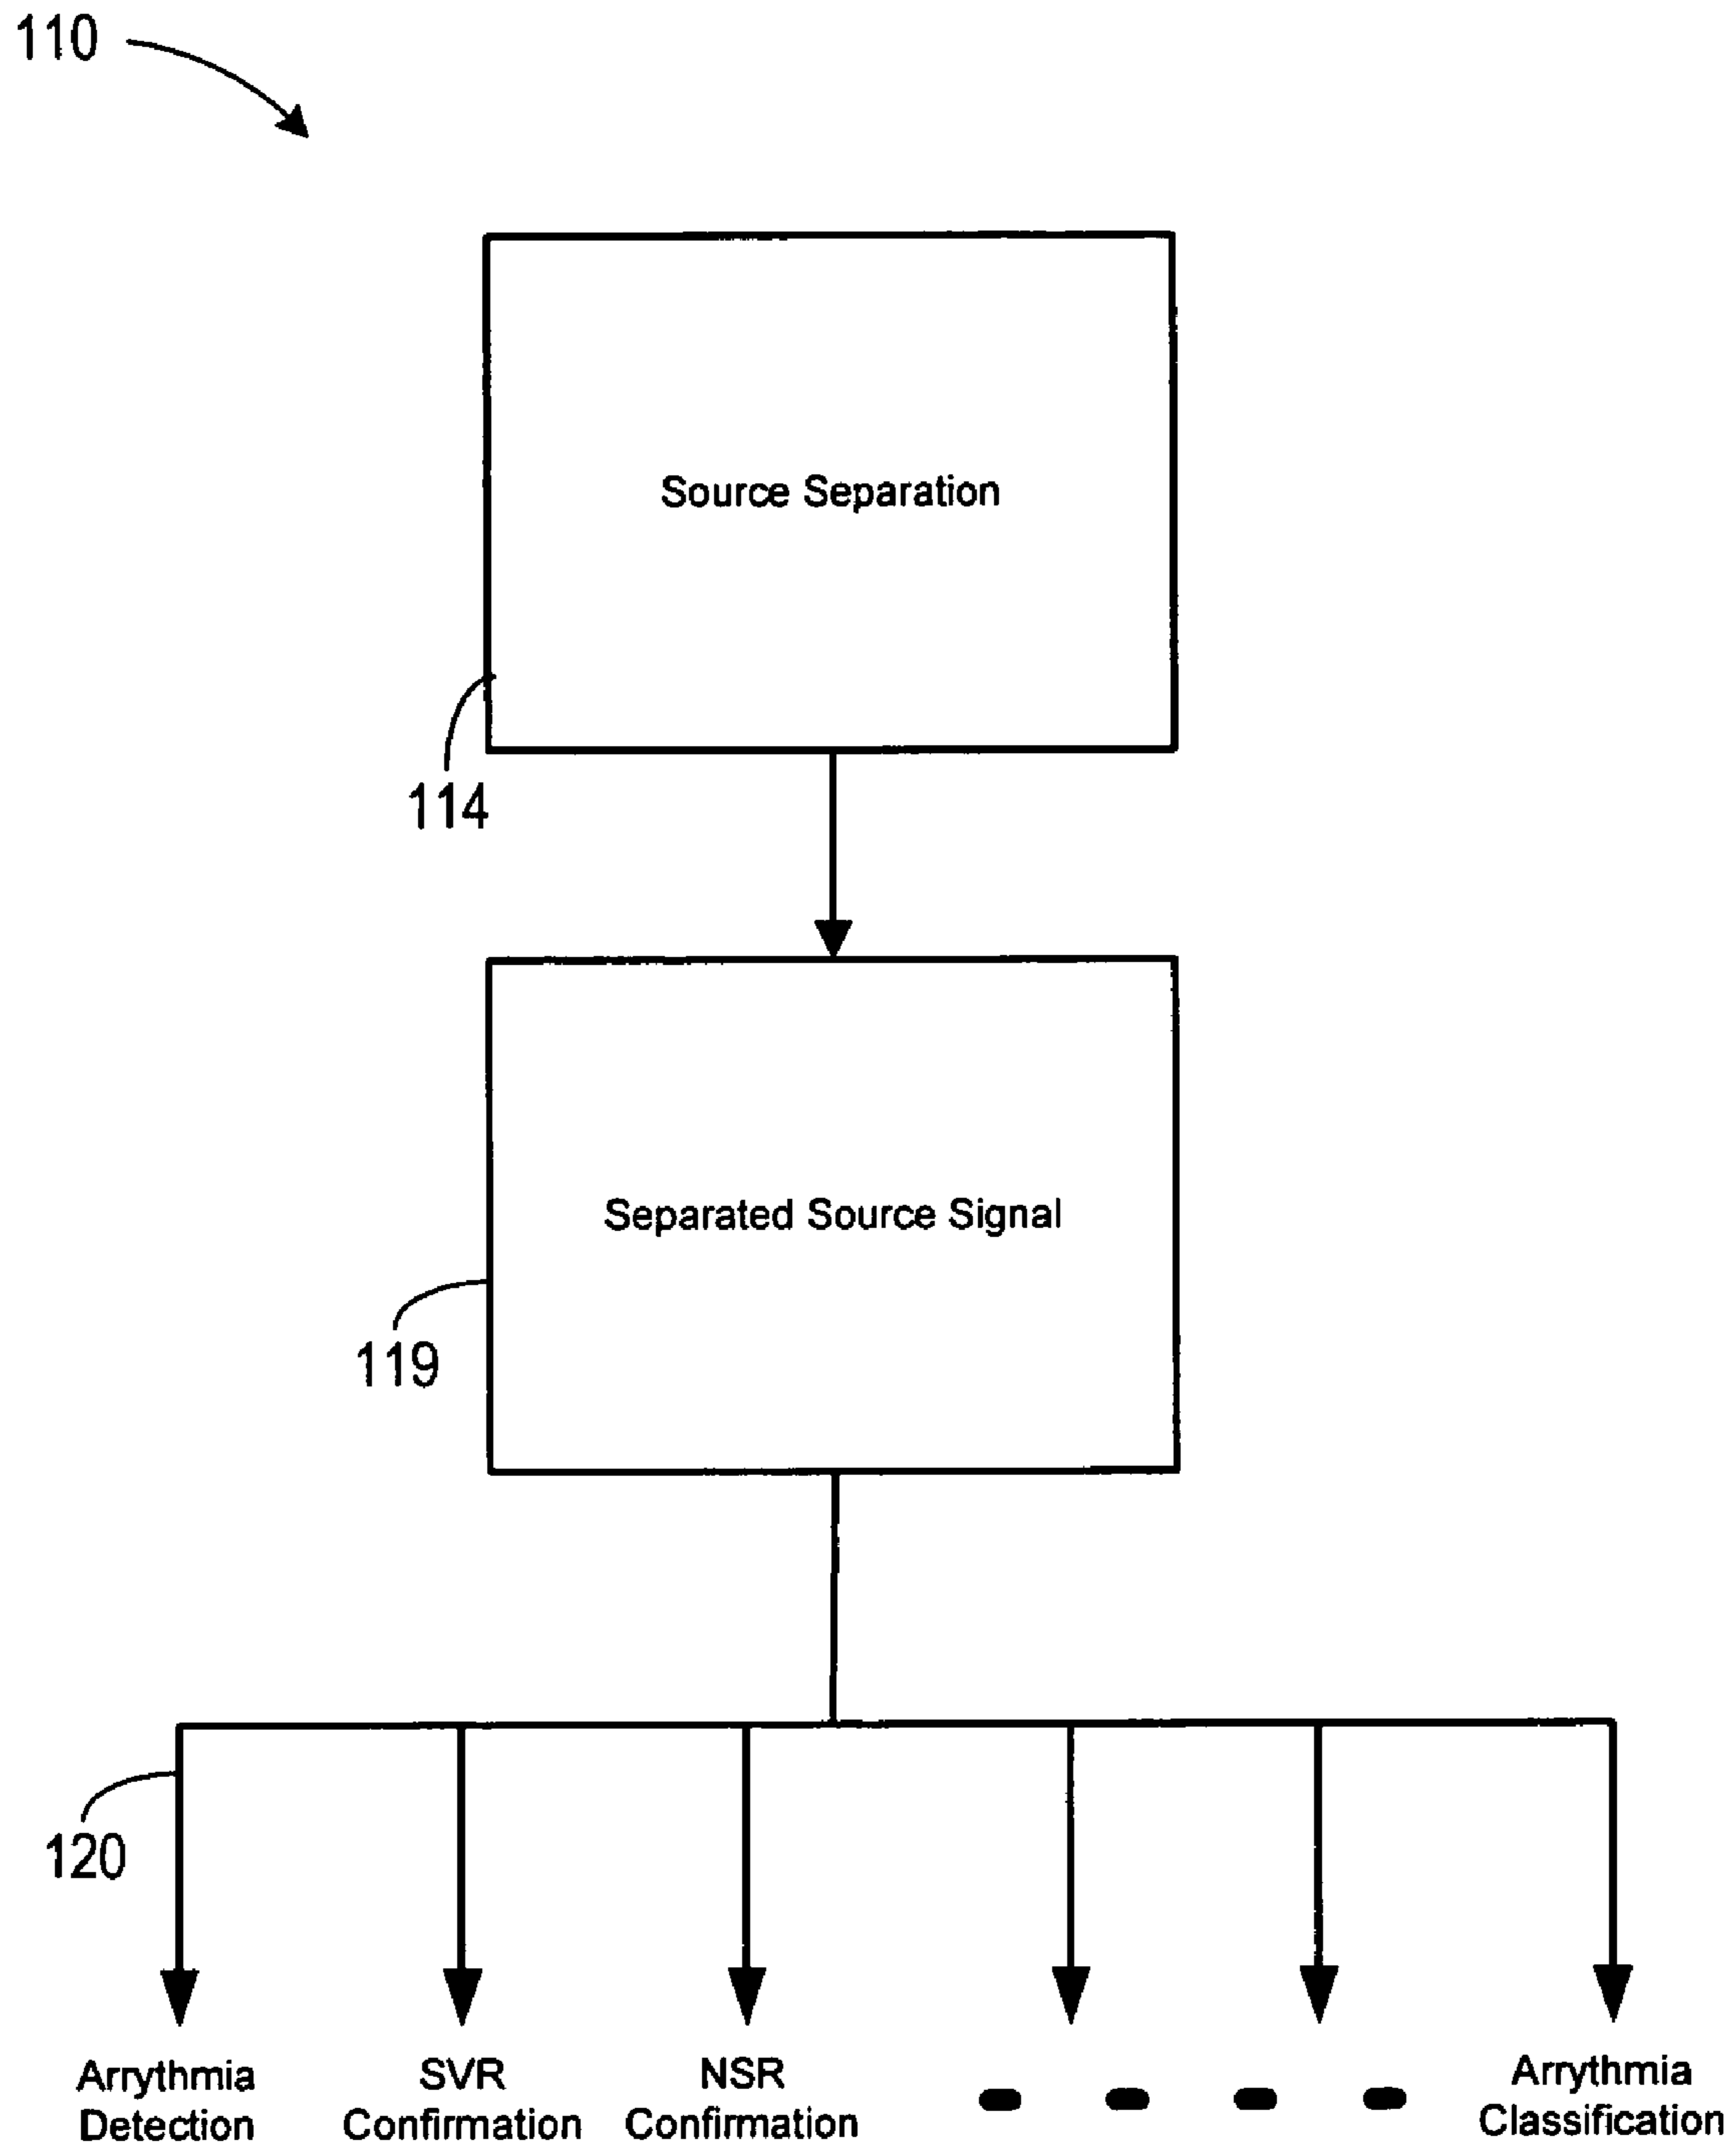 110
Source Separation
114
Separated Source Signal
119
120
Arrythmia
Detection
SVR
Confirmation
NSR
Confirmation
Arrythmia
Classification